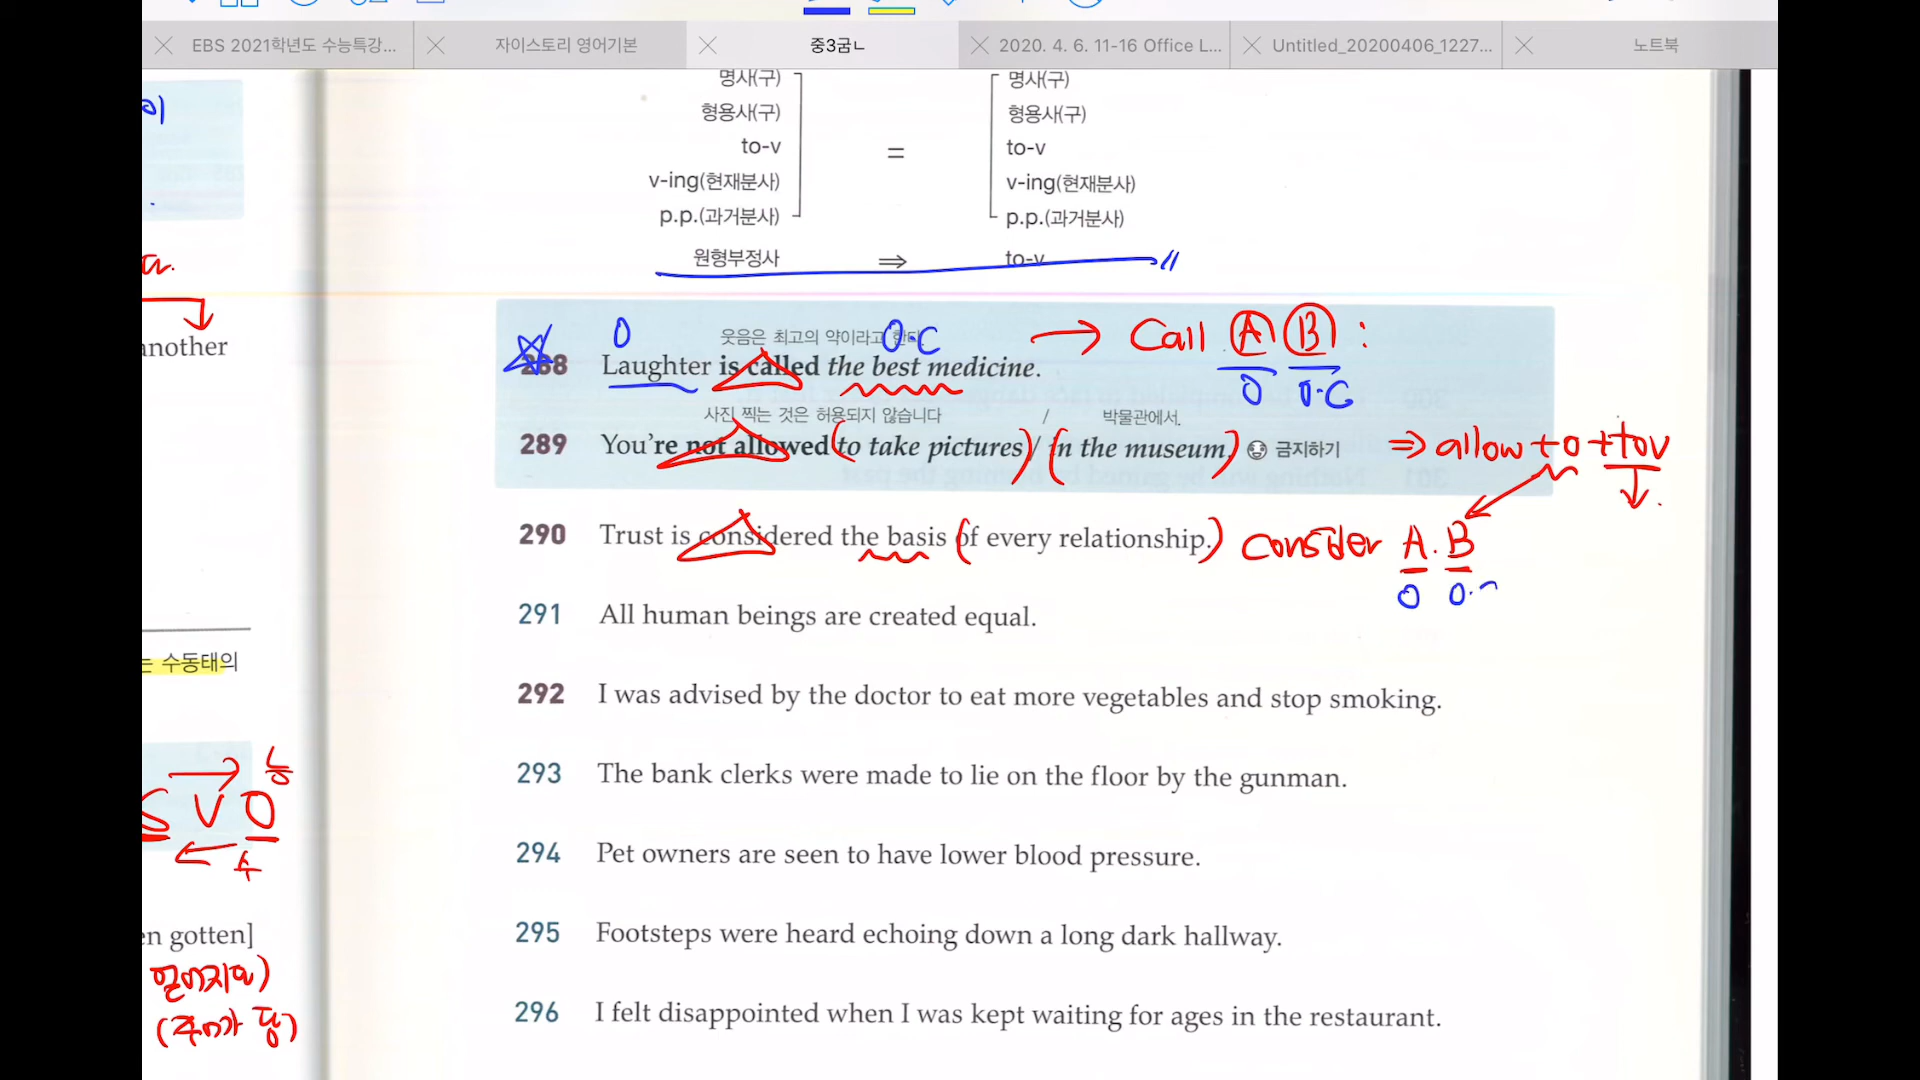 EBS 2021학년도 수능특강... 자이스토리 영어기본 중3굼ㄴ 2020. 4. 6. 11-16 Office L... Untitled_20200406_1227... 노트북
명사(구) 명사(구)
형용사(구) 형용사(구)
to-v = to-v
v-ing(현재분사) v-ing(현재분사)
p.p.(과거분사) p.p.(과거분사)
원형부정사 ⇒ to-v
a.
another
는 수동태의
S V O
능
수
en gotten]
O 웃음은 최고의 약이라고 한다 O·C → Call A B :
288 Laughter is called the best medicine.
O O·C
사진 찍는 것은 허용되지 않습니다 / 박물관에서.
289 You're not allowed (to take pictures) / (in the museum.) 금지하기 ⇒ allow + o + to v
290 Trust is considered the basis (of every relationship.) consider A. B
O O·
291 All human beings are created equal.
292 I was advised by the doctor to eat more vegetables and stop smoking.
293 The bank clerks were made to lie on the floor by the gunman.
294 Pet owners are seen to have lower blood pressure.
295 Footsteps were heard echoing down a long dark hallway.
296 I felt disappointed when I was kept waiting for ages in the restaurant.